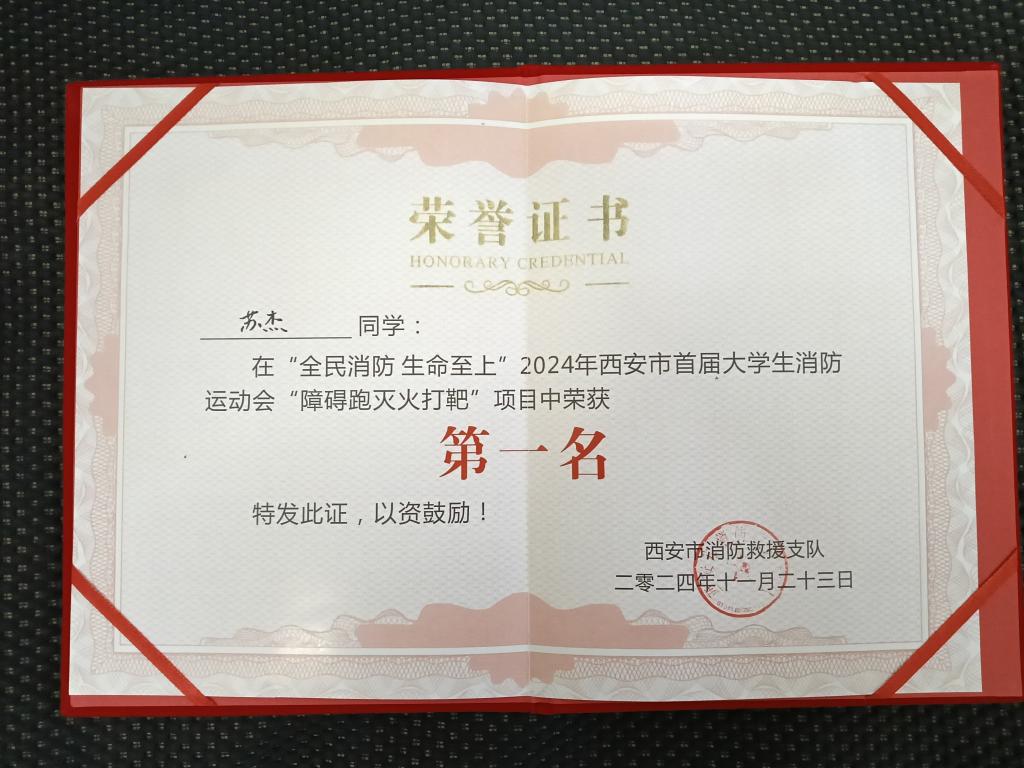 荣誉证书
HONORARY CREDENTIAL
苏杰 同学：
在“全民消防 生命至上”2024年西安市首届大学生消防
运动会“障碍跑灭火打靶”项目中荣获
第一名
特发此证，以资鼓励！
西安市消防救援支队
二零二四年十一月二十三日